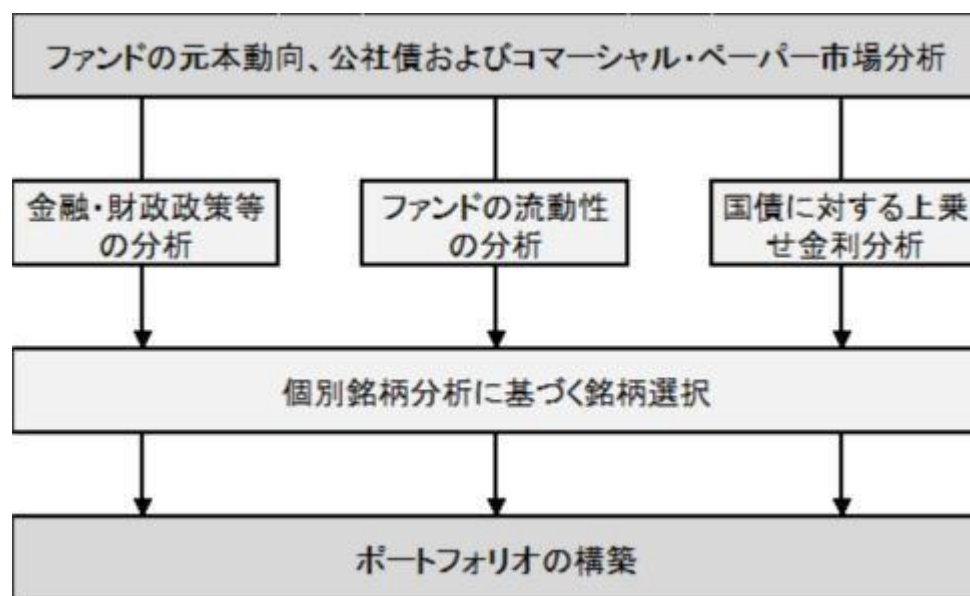 ファンドの元本動向、公社債およびコマーシャル・ペーパー市場分析
金融・財政政策等
の分析
ファンドの流動性
の分析
国債に対する上乗
せ金利分析
個別銘柄分析に基づく銘柄選択
ポートフォリオの構築